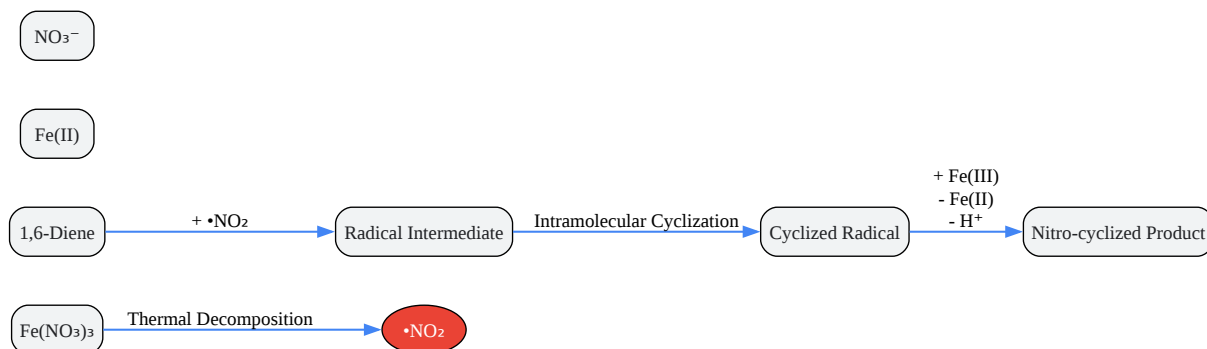 NO₃⁻
Fe(II)
+ Fe(III)
- Fe(II)
- H⁺
1,6-Diene
+ •NO₂
Radical Intermediate
Intramolecular Cyclization
Cyclized Radical
Nitro-cyclized Product
Fe(NO₃)₃
Thermal Decomposition
•NO₂